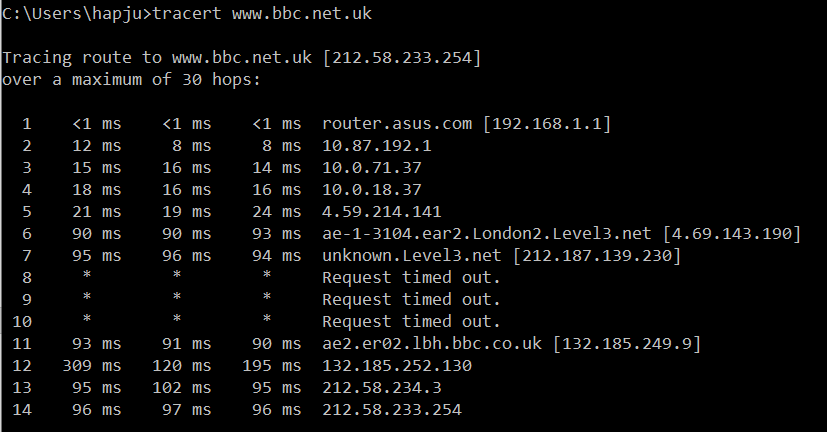 C:\Users\hapju>tracert www.bbc.net.uk
Tracing route to www.bbc.net.uk [212.58.233.254]
over a maximum of 30 hops:
1 <1 ms <1 ms <1 ms router.asus.com [192.168.1.1]
2 12 ms 8 ms 8 ms 10.87.192.1
3 15 ms 16 ms 14 ms 10.0.71.37
4 18 ms 16 ms 16 ms 10.0.18.37
5 21 ms 19 ms 24 ms 4.59.214.141
6 90 ms 90 ms 93 ms ae-1-3104.ear2.London2.Level3.net [4.69.143.190]
7 95 ms 96 ms 94 ms unknown.Level3.net [212.187.139.230]
8 * * * Request timed out.
9 * * * Request timed out.
10 * * * Request timed out.
11 93 ms 91 ms 90 ms ae2.er02.lbh.bbc.co.uk [132.185.249.9]
12 309 ms 120 ms 195 ms 132.185.252.130
13 95 ms 102 ms 95 ms 212.58.234.3
14 96 ms 97 ms 96 ms 212.58.233.254